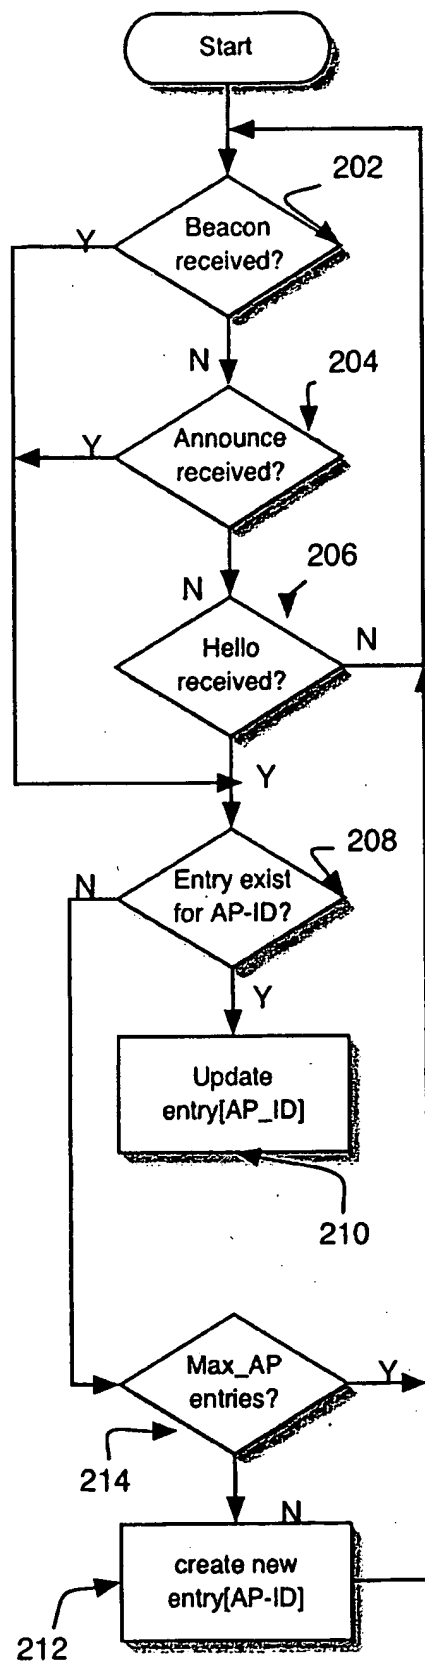 Start
202
Beacon
received?
Y
N
204
Announce
received?
Y
206
N
Hello
received?
N
Y
208
Entry exist
for AP-ID?
N
Y
Update
entry[AP_ID]
210
Max_AP
entries?
Y
214
N
create new
entry[AP-ID]
212